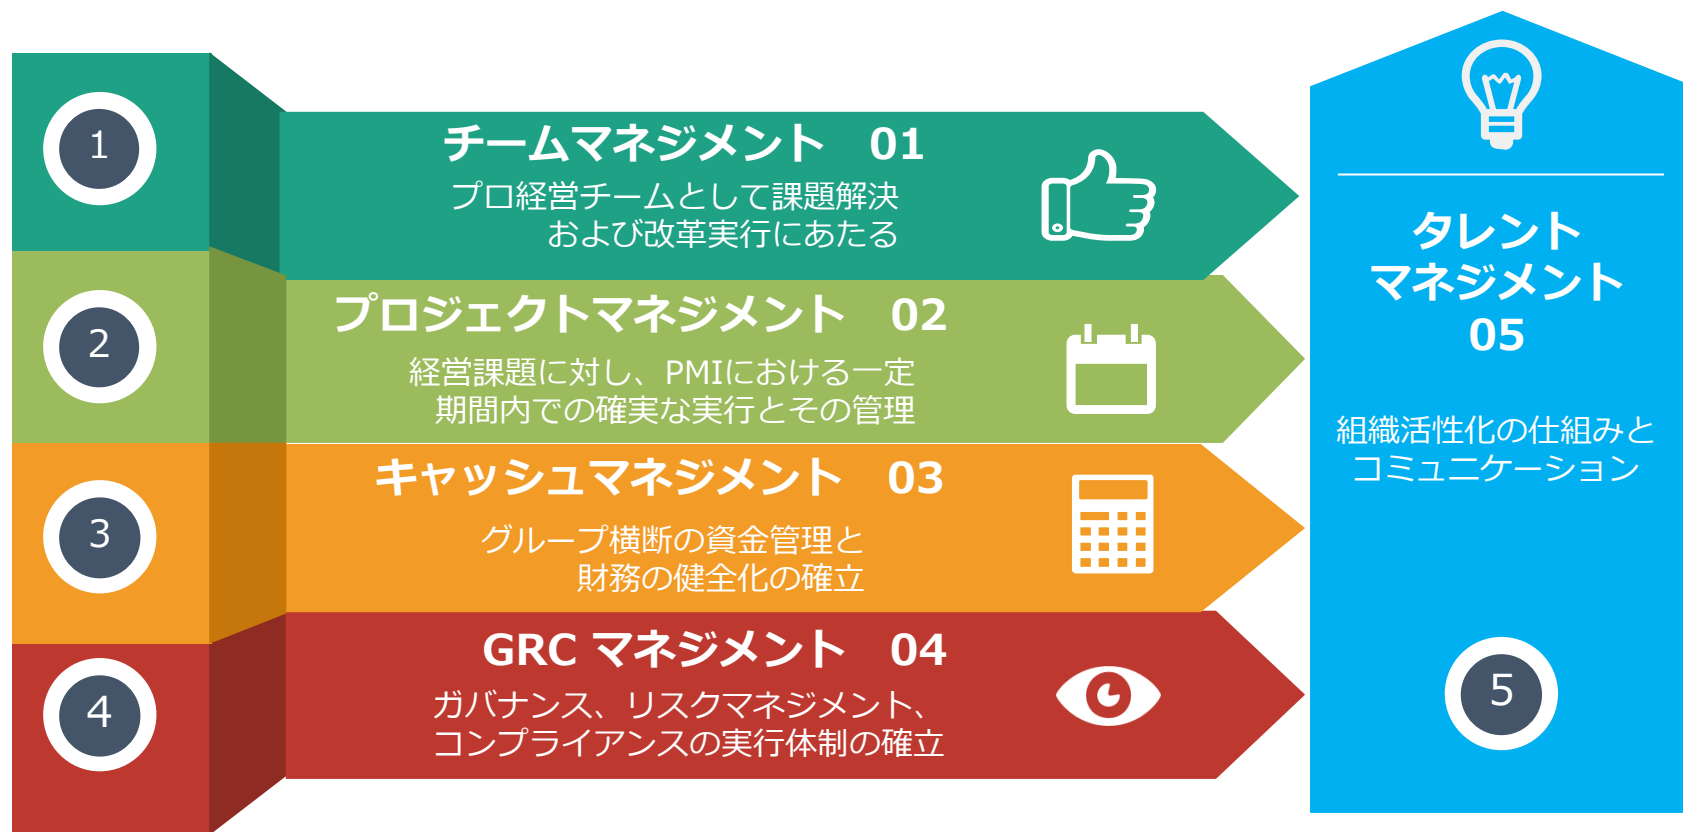 1
チームマネジメント　01
プロ経営チームとして課題解決
および改革実行にあたる
2
プロジェクトマネジメント　02
経営課題に対し、PMIにおける一定
期間内での確実な実行とその管理
3
キャッシュマネジメント　03
グループ横断の資金管理と
財務の健全化の確立
4
GRC マネジメント　04
ガバナンス、リスクマネジメント、
コンプライアンスの実行体制の確立
タレント
マネジメント
05
組織活性化の仕組みと
コミュニケーション
5